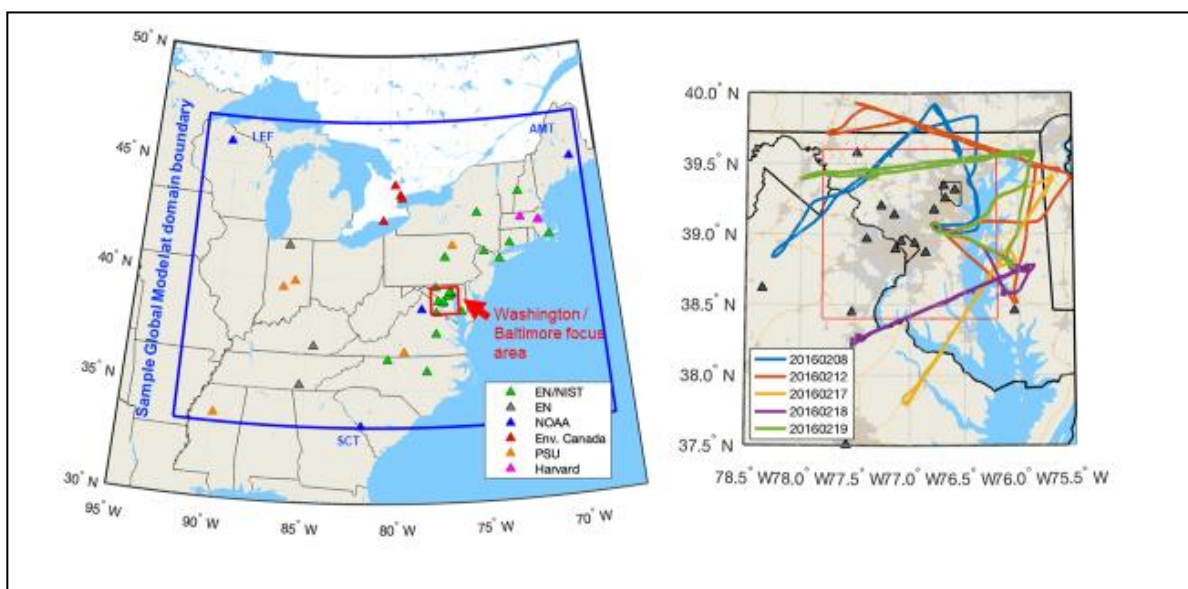 50° N
45° N
40° N
35° N
30° N
95° W
90° W
85° W
80° W
75° W
70° W
Sample Global Model at domain boundary
LEF
AMT
SCT
Washington /
Baltimore focus
area
EN/NIST
EN
NOAA
Env. Canada
PSU
Harvard
40.0° N
39.5° N
39.0° N
38.5° N
38.0° N
37.5° N
78.5° W78.0° W77.5° W77.0° W76.5° W76.0° W75.5° W
20160208
20160212
20160217
20160218
20160219